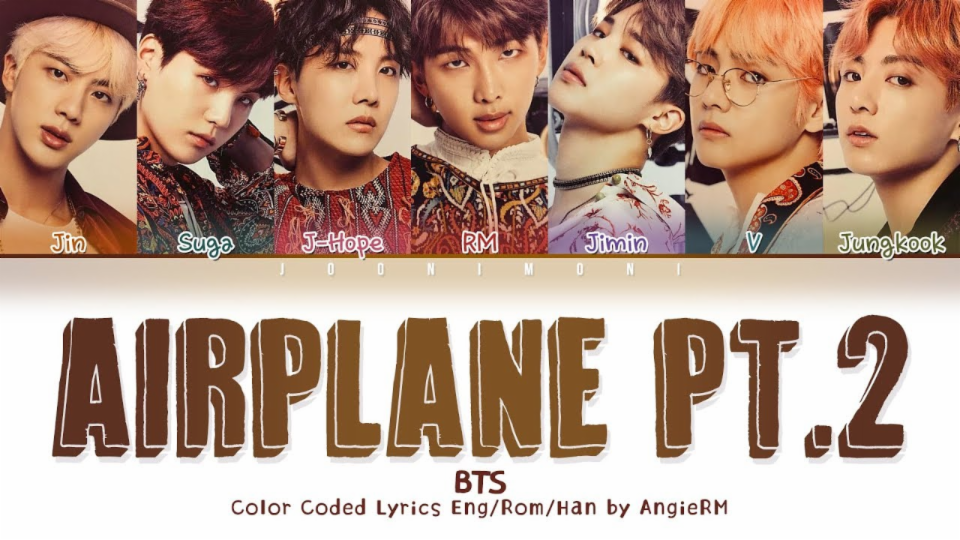 Jin Suga J-Hope RM Jimin V Jungkook
JOONIMONI
AIRPLANE PT.2
BTS
Color Coded Lyrics Eng/Rom/Han by AngieRM